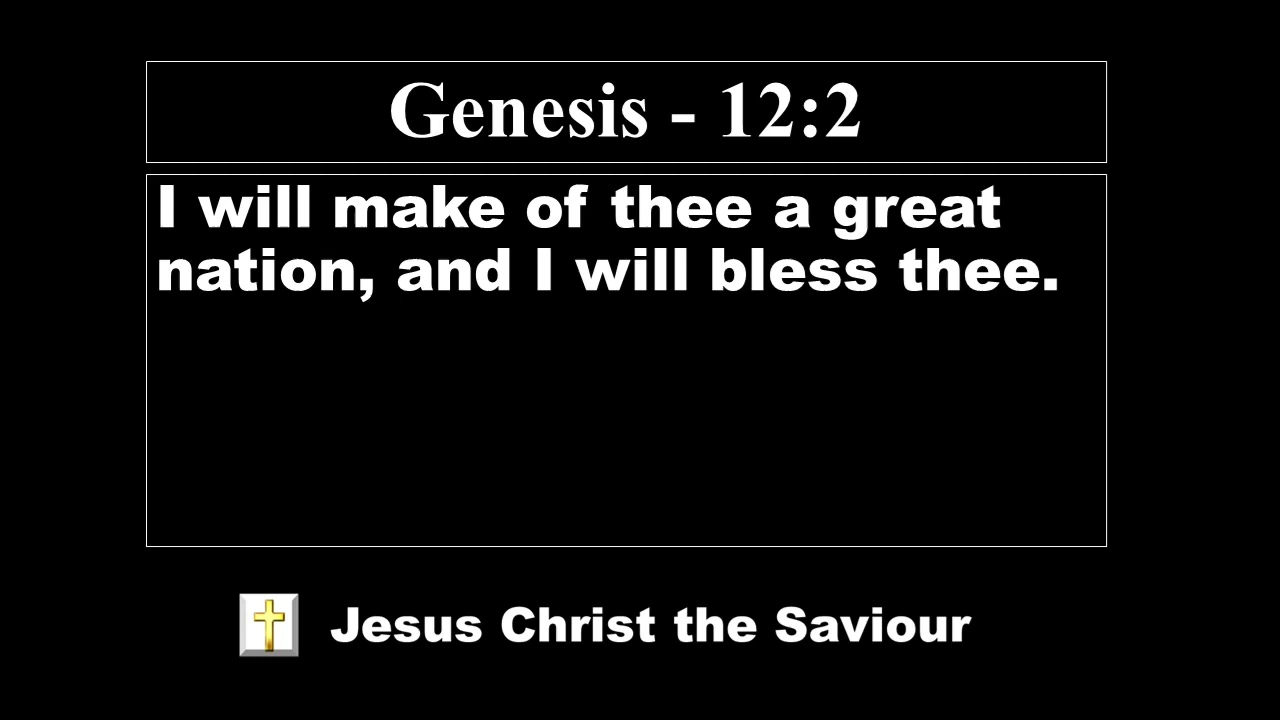 Genesis - 12:2
I will make of thee a great
nation, and I will bless thee.
Jesus Christ the Saviour